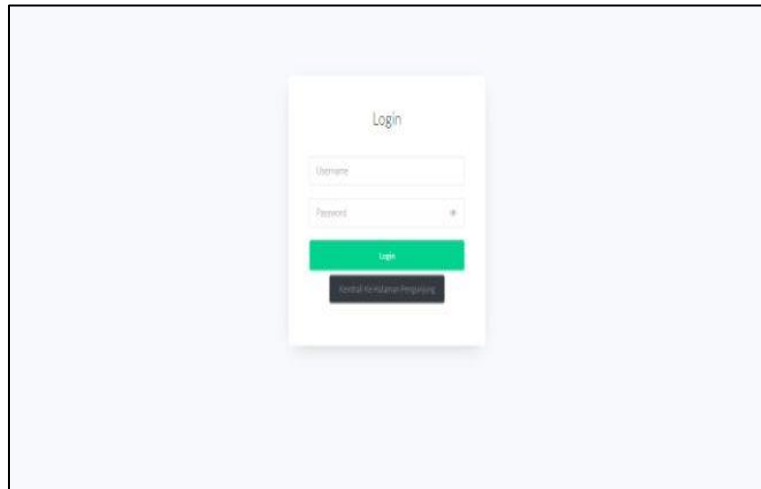 Login
Username
Password
Login
Kembali Ke Halaman Pengunjung